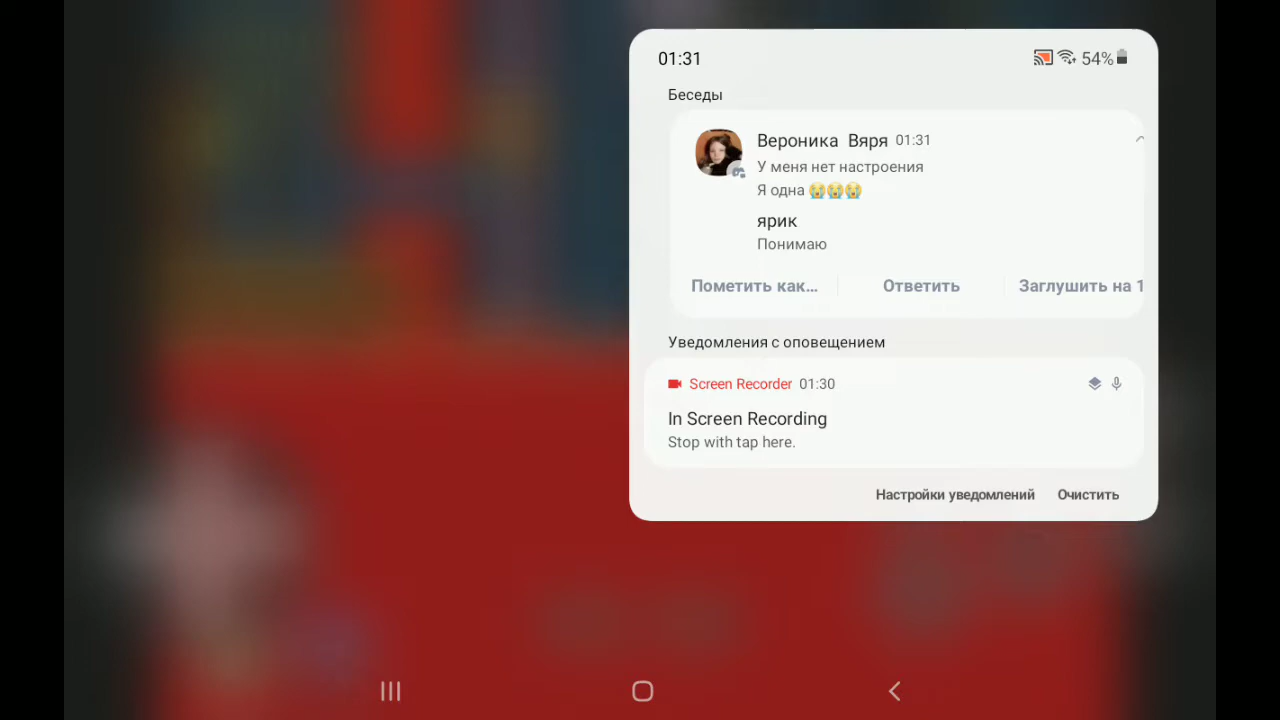 01:31
54%
Беседы
Вероника Вяря 01:31
У меня нет настроения
Я одна 😭😭😭
ярик
Понимаю
Пометить как... Ответить Заглушить на 1
Уведомления с оповещением
Screen Recorder 01:30
In Screen Recording
Stop with tap here.
Настройки уведомлений Очистить